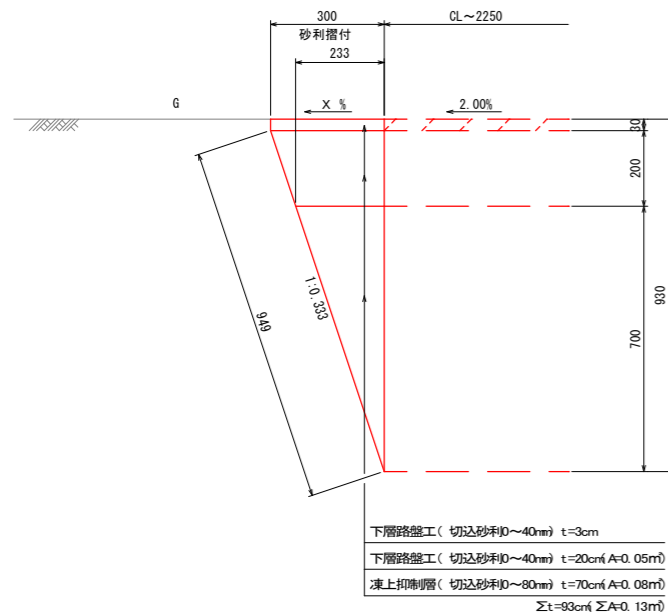 300
CL～2250
砂利摺付
233
G
X %
2.00%
30
200
1:0.333
949
700
930
下層路盤工( 切込砂利0～40mm) t=3cm
下層路盤工( 切込砂利0～40mm) t=20cm(A=0.05㎡)
凍上抑制層( 切込砂利0～80mm) t=70cm(A=0.08㎡)
Σt=93cm(ΣA=0.13㎡)